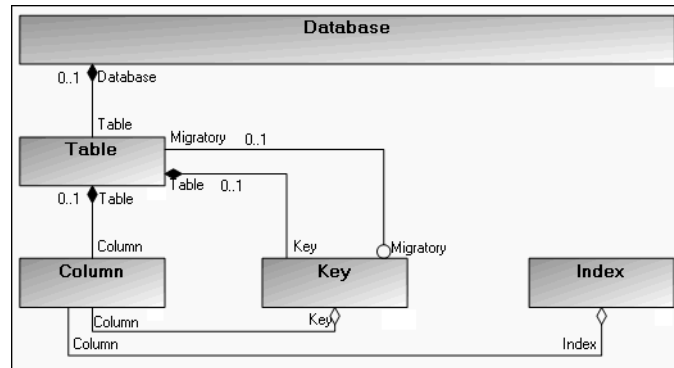 Database
0..1 Database
Table
Migratory 0..1
Table
Table 0..1
0..1 Table
Column
Key
Migratory
Column
Key
Index
Column
Key
Column
Index